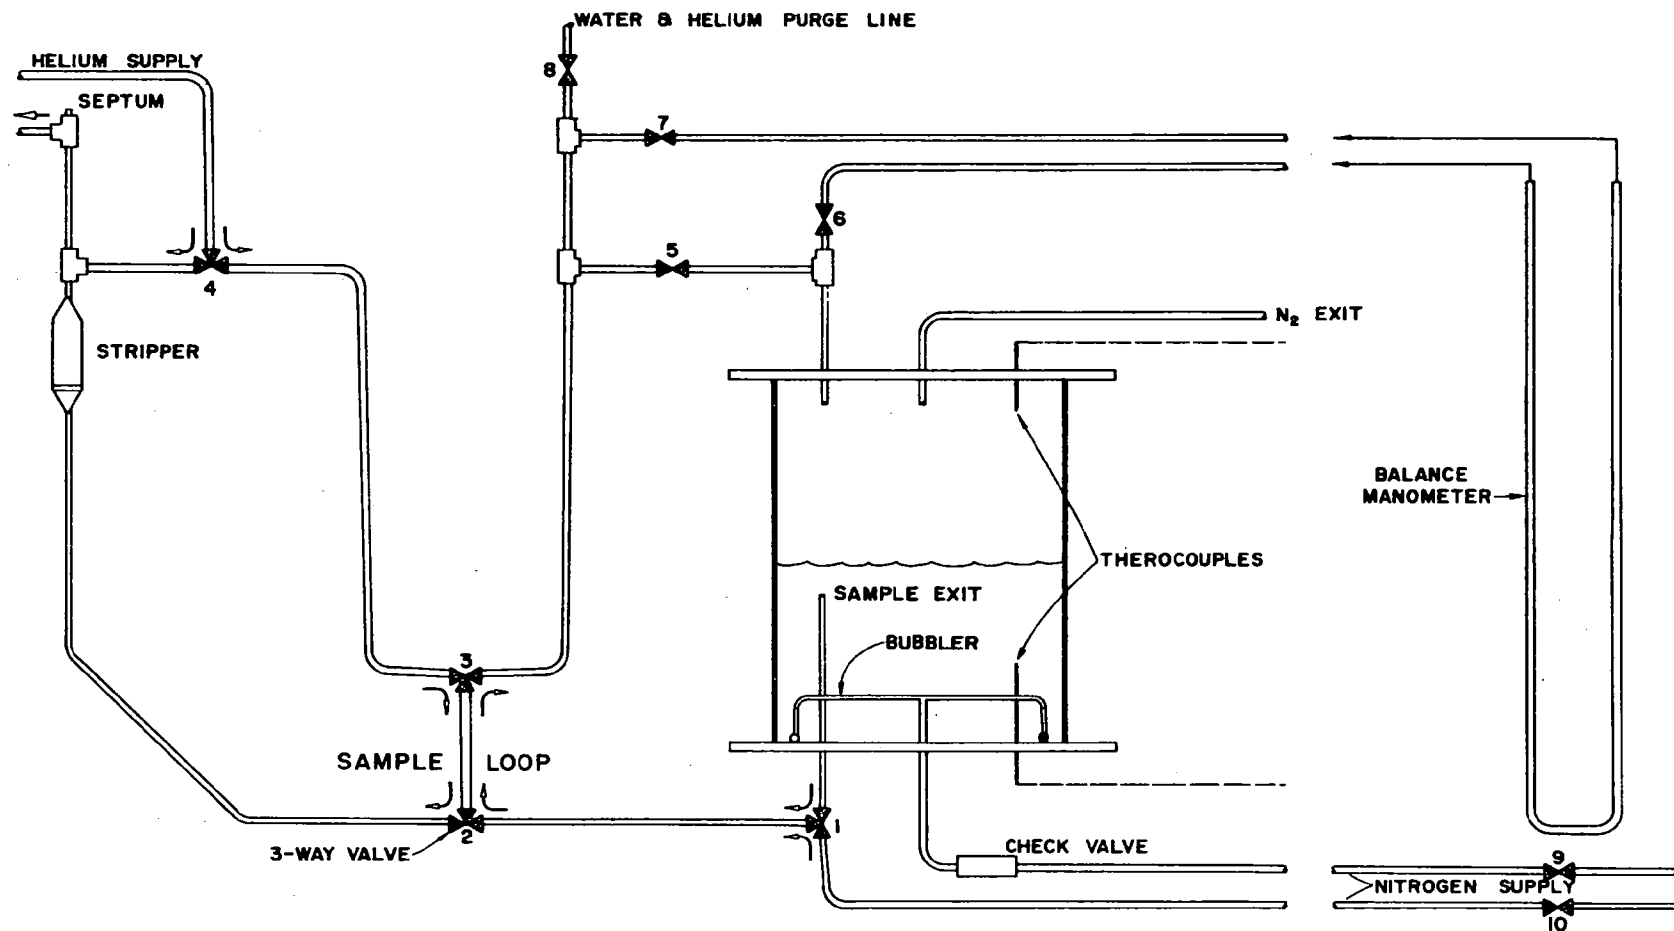 WATER & HELIUM PURGE LINE
HELIUM SUPPLY
8
SEPTUM
7
6
5
4
N₂ EXIT
STRIPPER
BALANCE
MANOMETER
THEROCOUPLES
SAMPLE EXIT
BUBBLER
3
SAMPLE LOOP
1
2
3-WAY VALVE
CHECK VALVE
9
NITROGEN SUPPLY
10